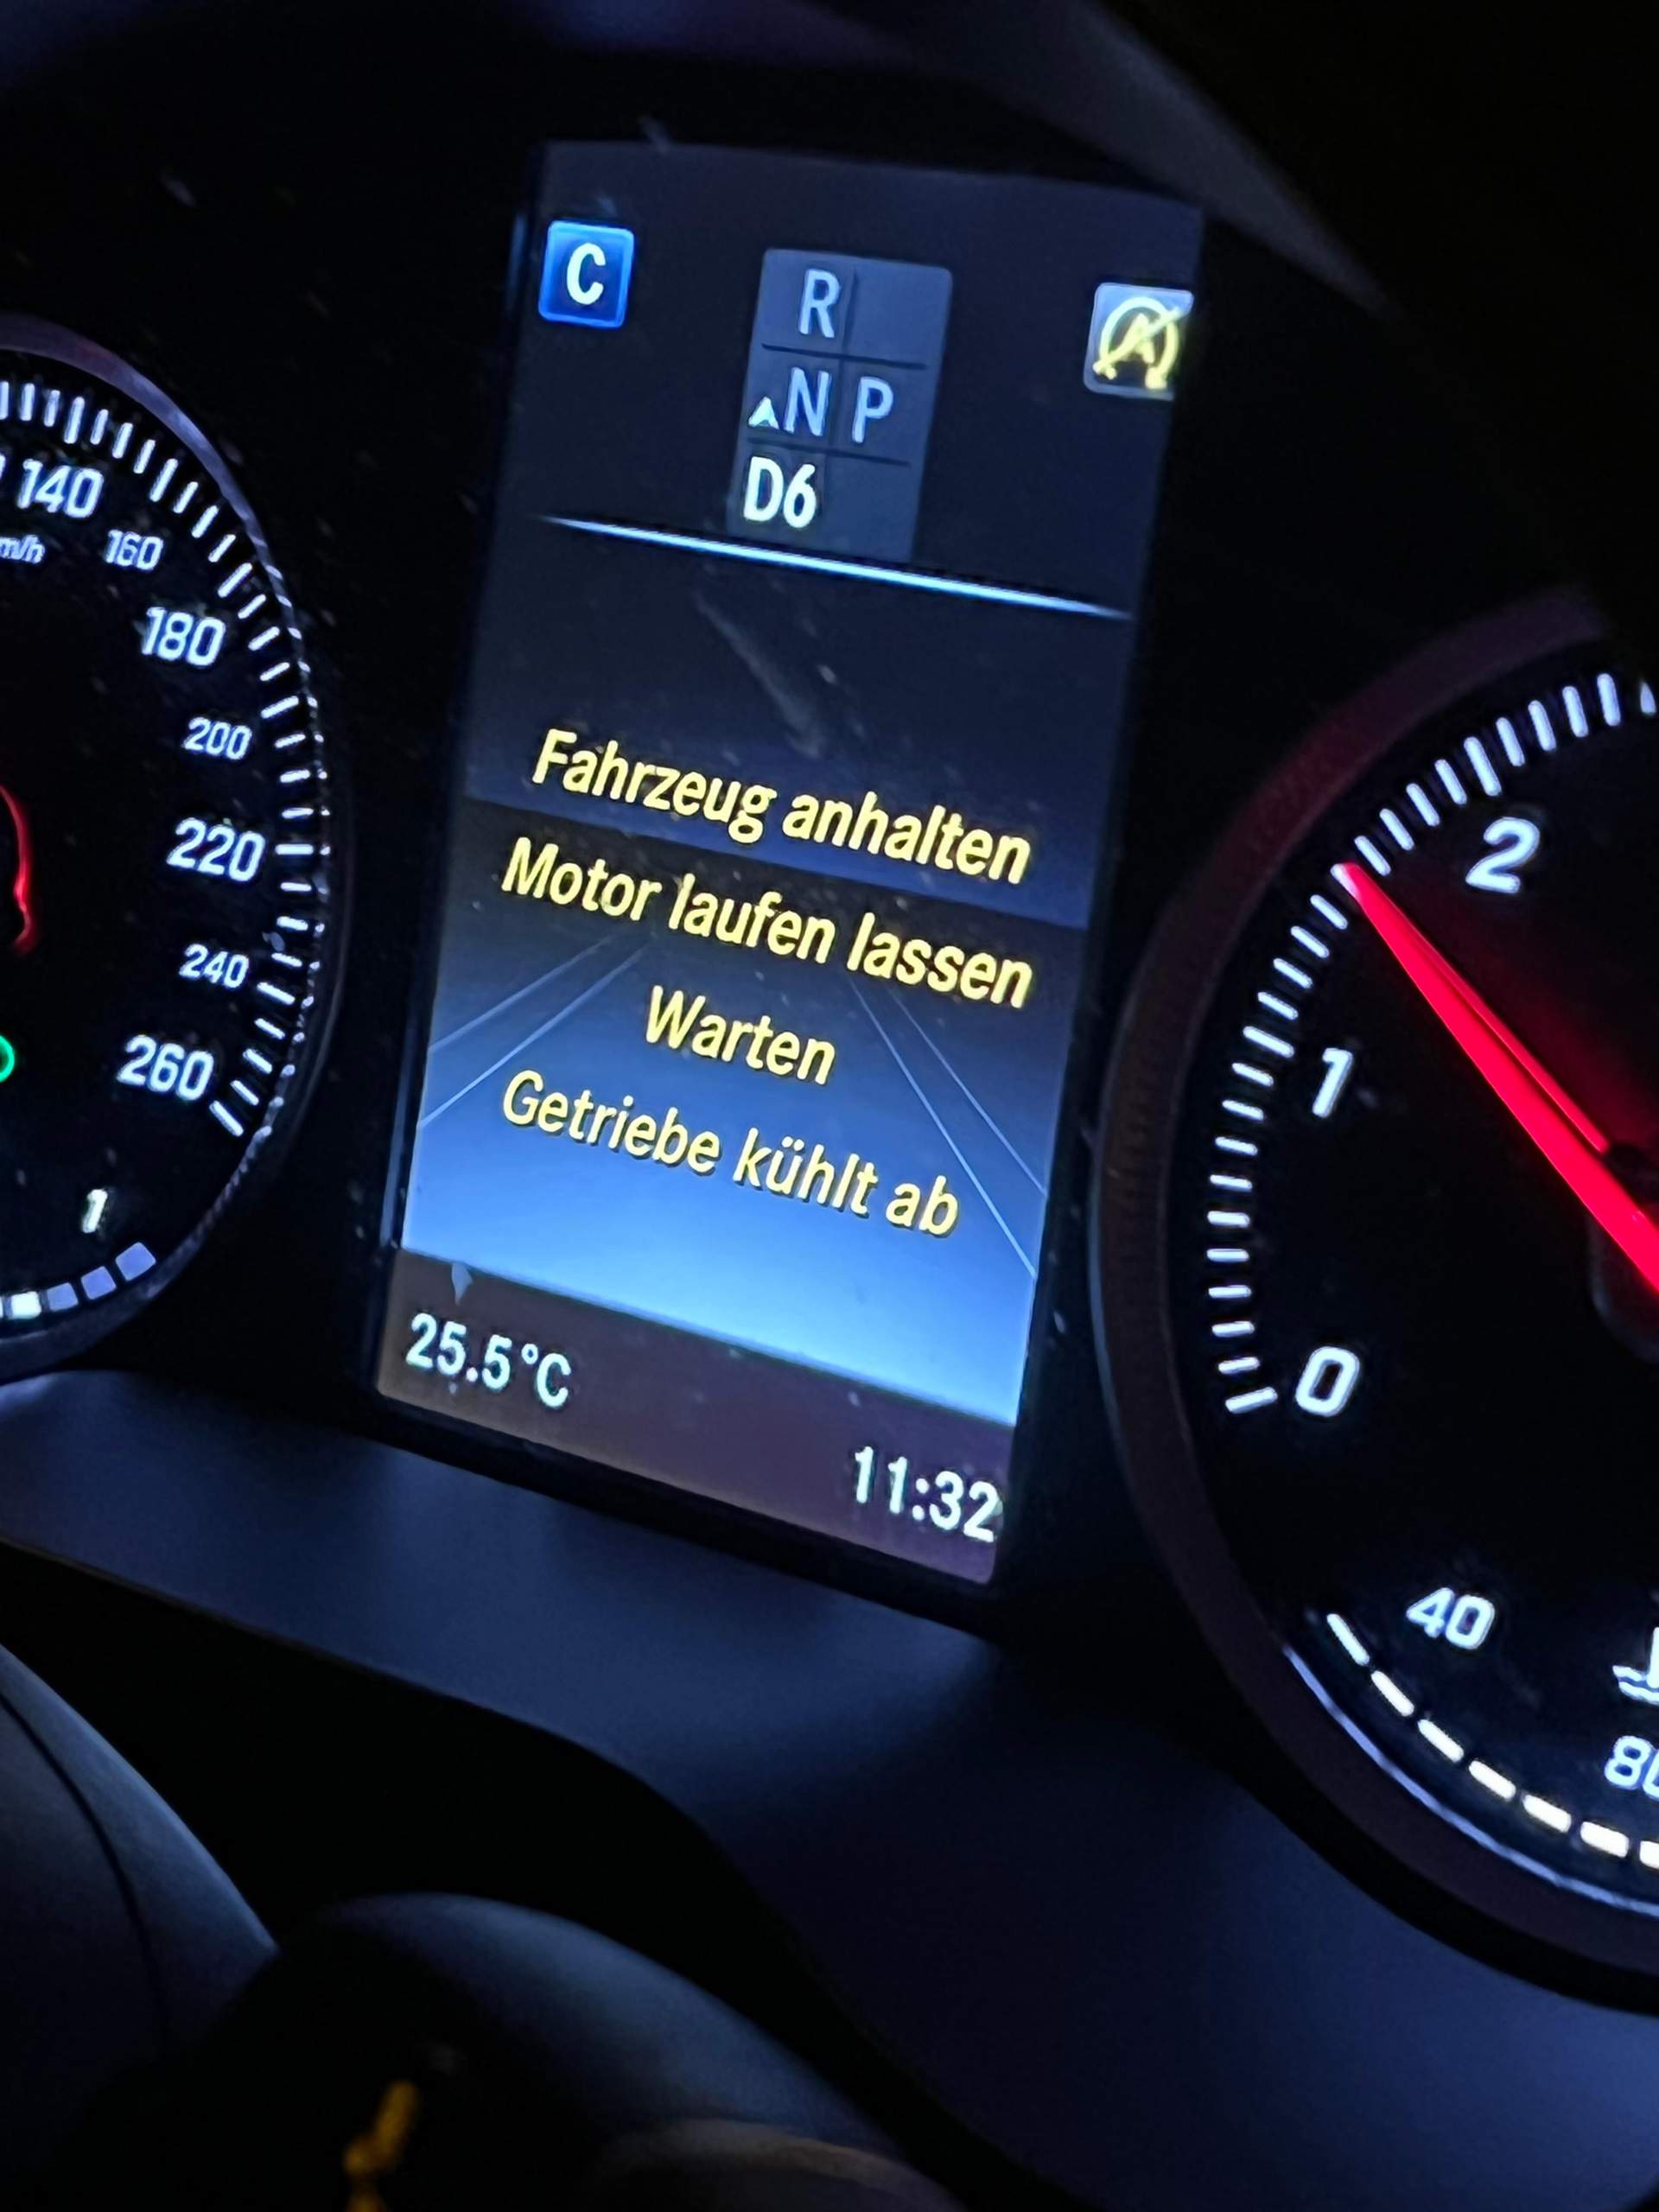 C
R
N P
D6
140
m/h 160
180
200
220
240
260
1
Fahrzeug anhalten
Motor laufen lassen
Warten
Getriebe kühlt ab
25.5°C
11:32
2
1
0
40